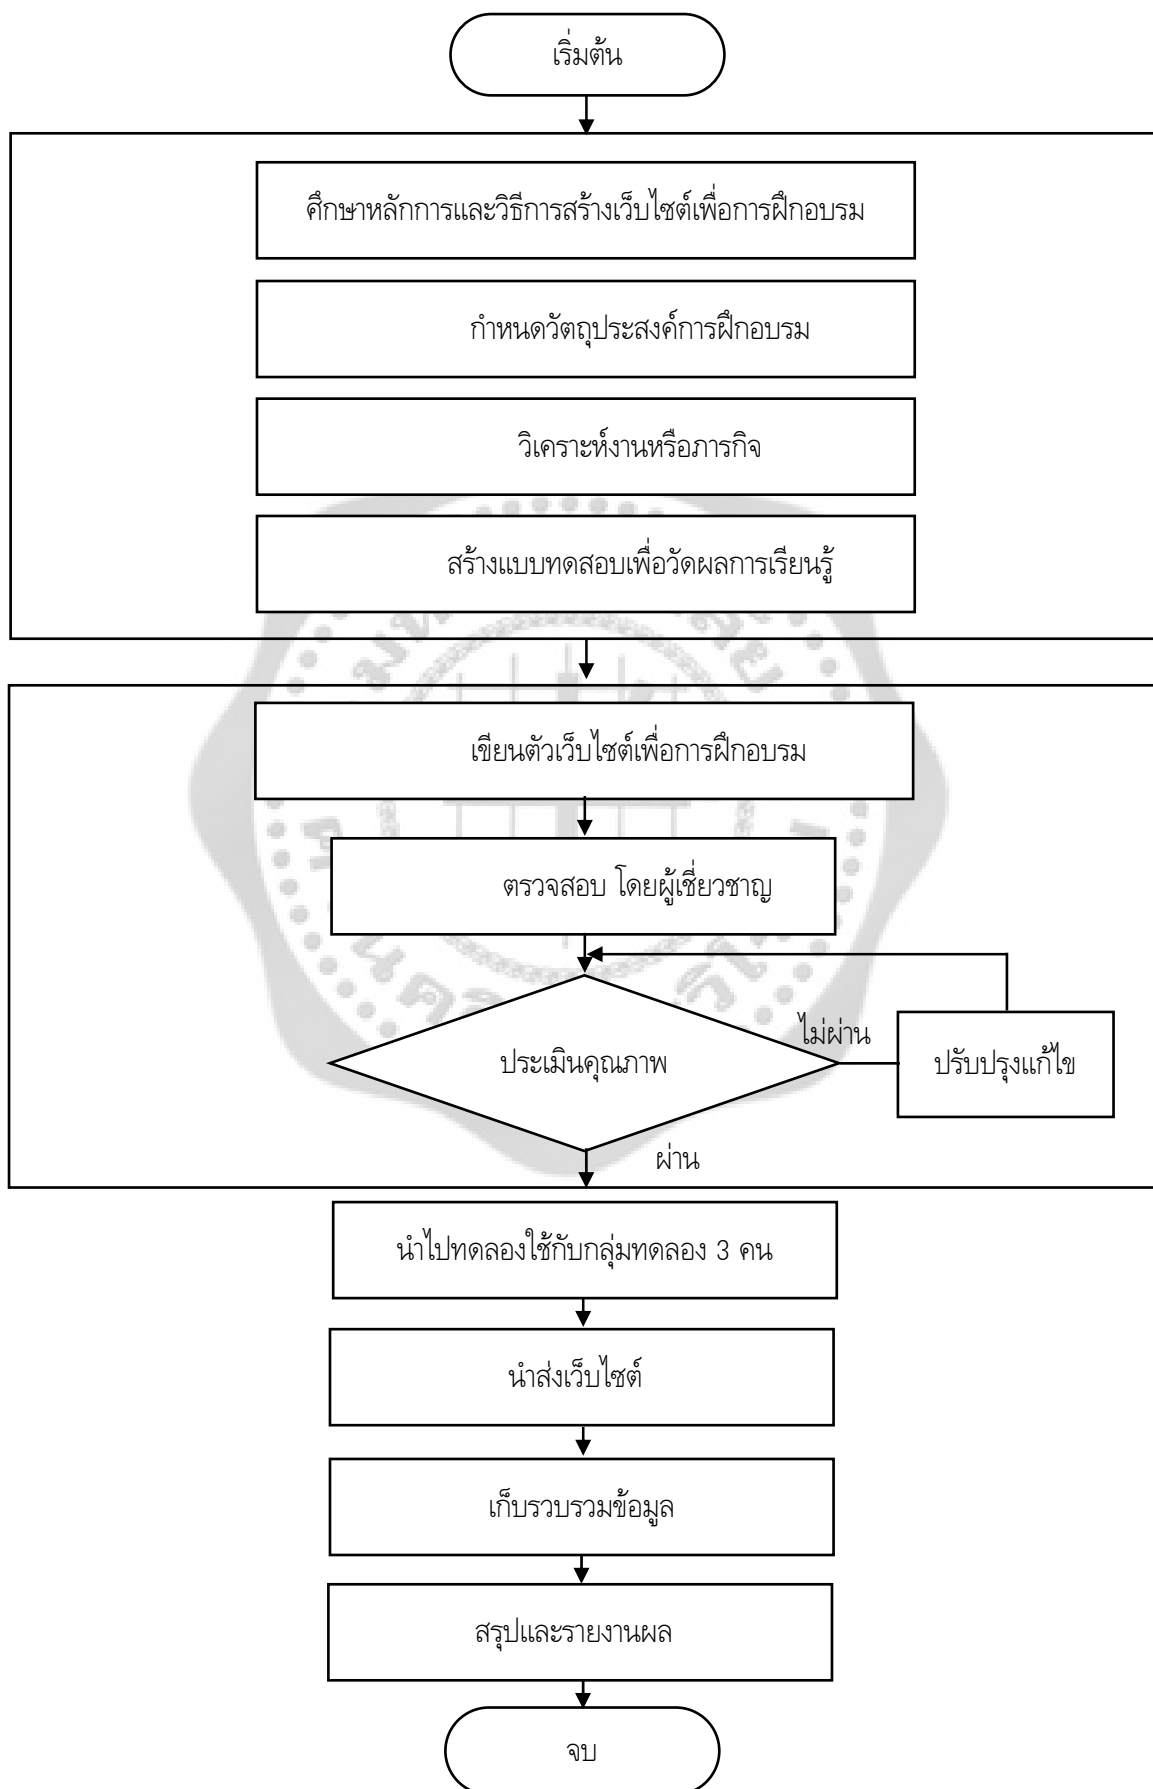 เริ่มต้น
ศึกษาหลักการและวิธีการสร้างเว็บไซต์เพื่อการฝึกอบรม
กำหนดวัตถุประสงค์การฝึกอบรม
วิเคราะห์งานหรือภารกิจ
สร้างแบบทดสอบเพื่อวัดผลการเรียนรู้
เขียนตัวเว็บไซต์เพื่อการฝึกอบรม
ตรวจสอบ โดยผู้เชี่ยวชาญ
ไม่ผ่าน
ประเมินคุณภาพ
ปรับปรุงแก้ไข
ผ่าน
นำไปทดลองใช้กับกลุ่มทดลอง 3 คน
นำส่งเว็บไซต์
เก็บรวบรวมข้อมูล
สรุปและรายงานผล
จบ